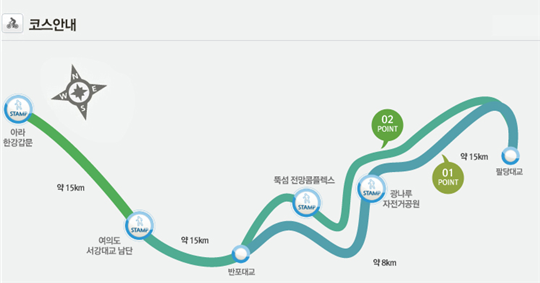 코스안내
N
W
E
S
STAMP
아라
한강갑문
약 15km
STAMP
여의도
서강대교 남단
약 15km
반포대교
뚝섬 전망콤플렉스
STAMP
02
POINT
STAMP
광나루
자전거공원
약 8km
01
POINT
약 15km
팔당대교